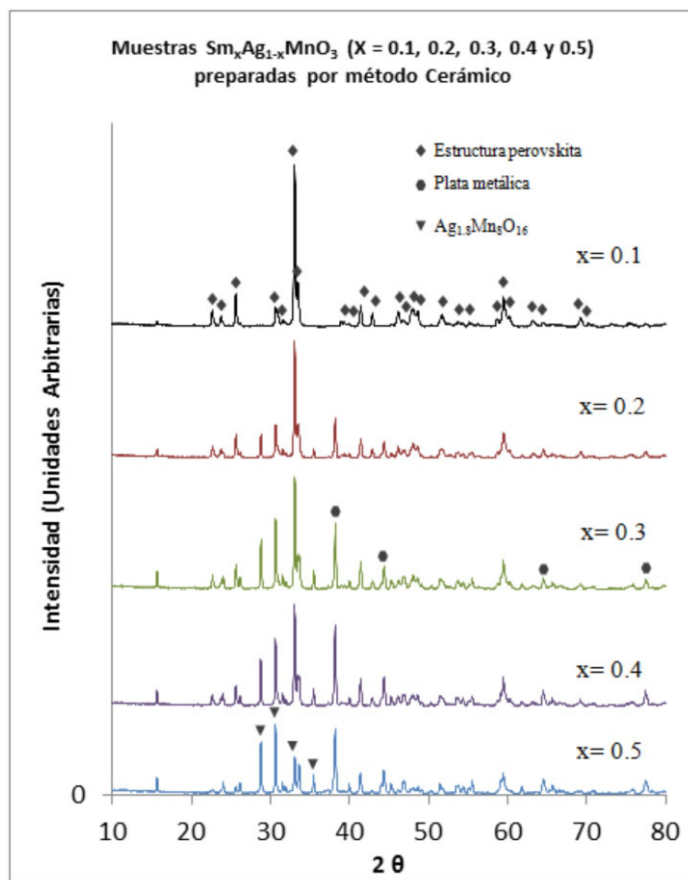 Muestras SmₓAg₁₋ₓMnO₃ (X = 0.1, 0.2, 0.3, 0.4 y 0.5)
preparadas por método Cerámico
Estructura perovskita
Plata metálica
Ag₁.₈Mn₈O₁₆
x= 0.1
x= 0.2
x= 0.3
x= 0.4
x= 0.5
Intensidad (Unidades Arbitrarias)
0
10 20 30 40 50 60 70 80
2 θ